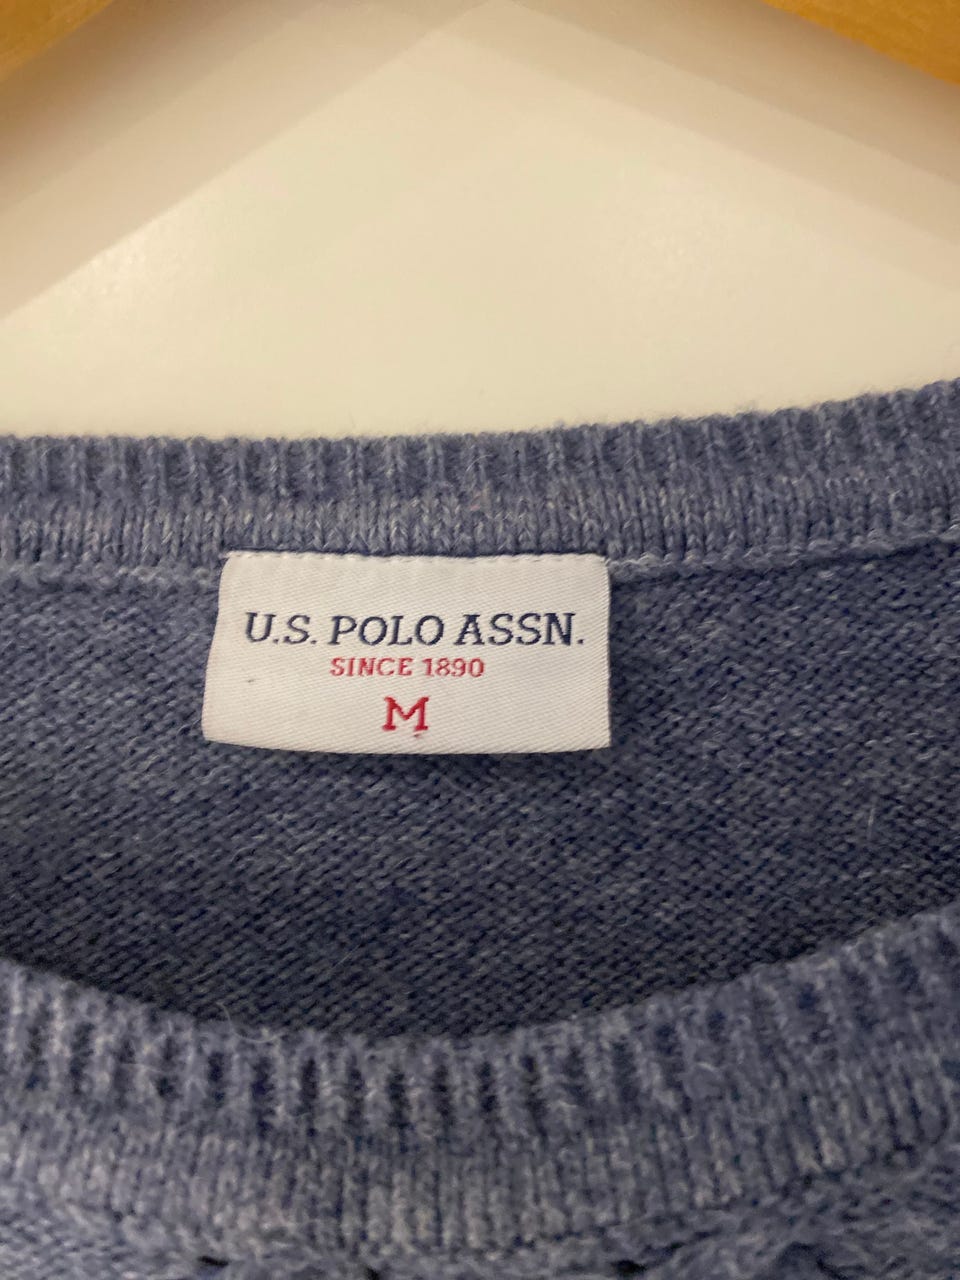 U.S. POLO ASSN.
SINCE 1890
M